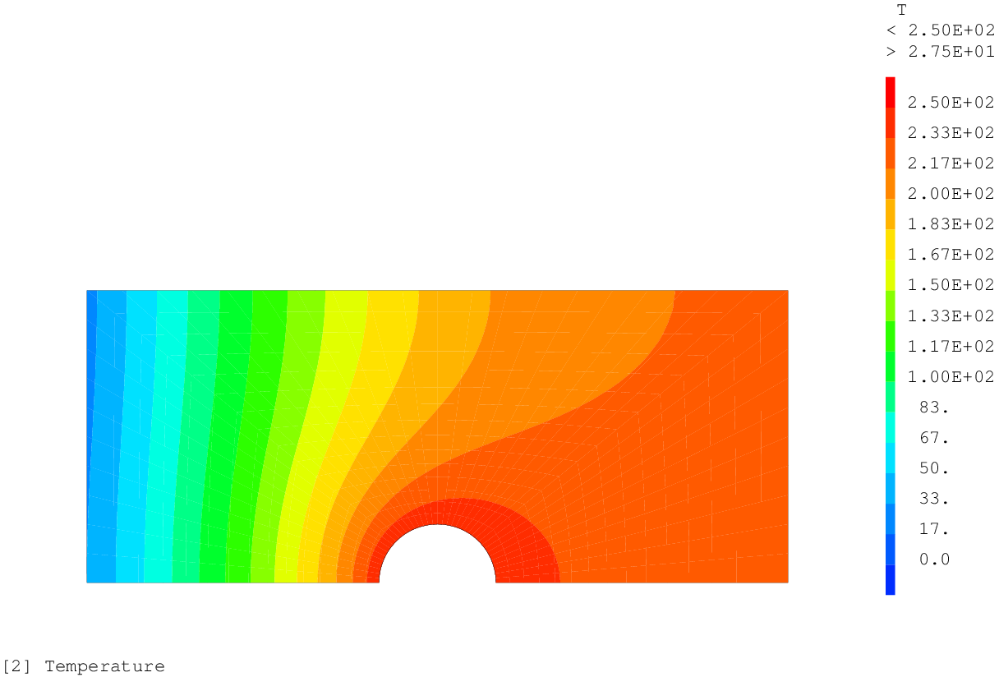 T
< 2.50E+02
> 2.75E+01
2.50E+02
2.33E+02
2.17E+02
2.00E+02
1.83E+02
1.67E+02
1.50E+02
1.33E+02
1.17E+02
1.00E+02
83.
67.
50.
33.
17.
0.0
[2] Temperature